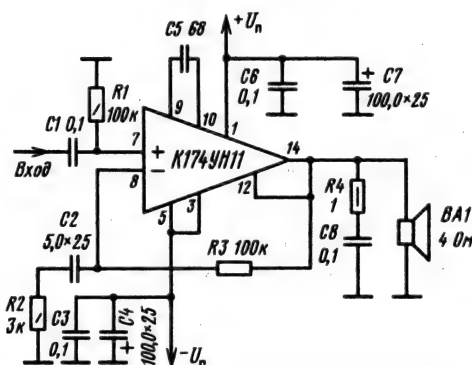 C5 68
+Uп
R1
100к
9
10
1
C6
0,1
+ C7
100,0×25
C1 0,1
7
+
К174УН11
14
Вход
8
−
12
R4
1
5
3
C2
5,0×25
R3 100к
C8
0,1
BA1
4 Ом
R2
3к
C3
0,1
C4
+
100,0×25
−Uп